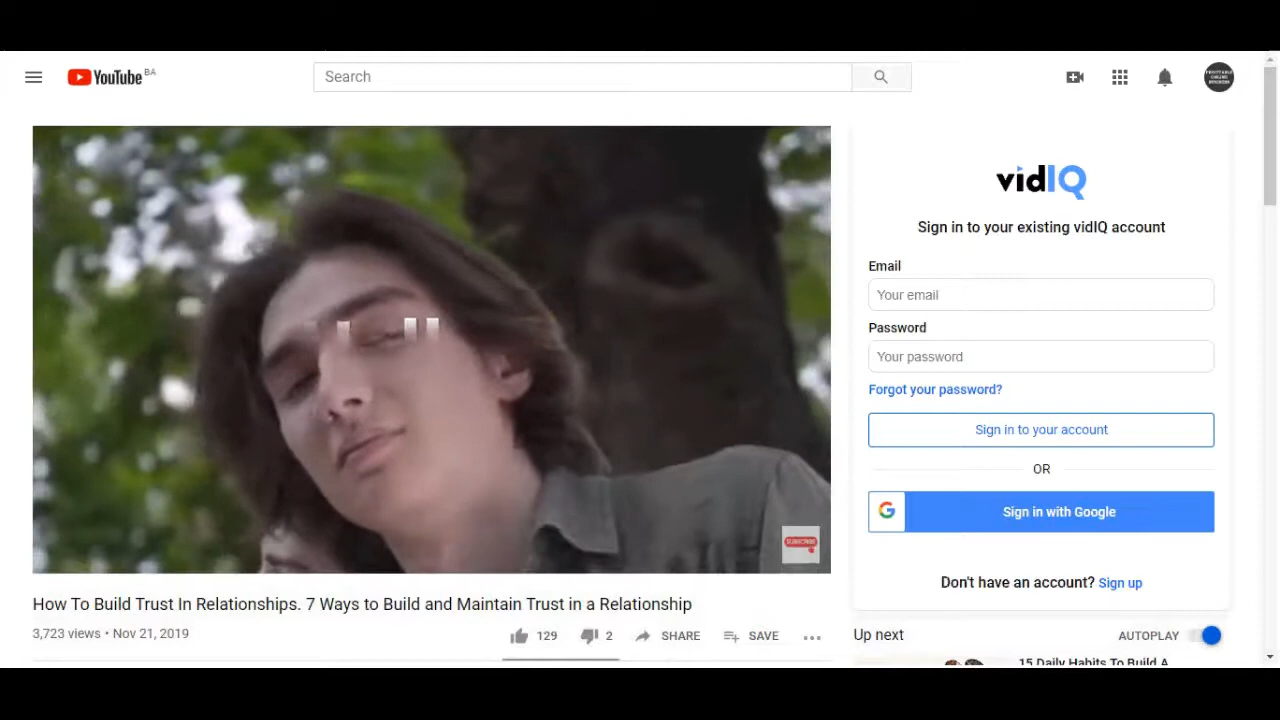 YouTube BA
Search
PROFITABLE ONLINE
vidIQ
Sign in to your existing vidIQ account
Email
Your email
Password
Your password
Forgot your password?
Sign in to your account
OR
Sign in with Google
Don't have an account? Sign up
SUBSCRIBE
How To Build Trust In Relationships. 7 Ways to Build and Maintain Trust in a Relationship
3,723 views • Nov 21, 2019
129
2
SHARE
SAVE
Up next
AUTOPLAY
15 Daily Habits To Build A